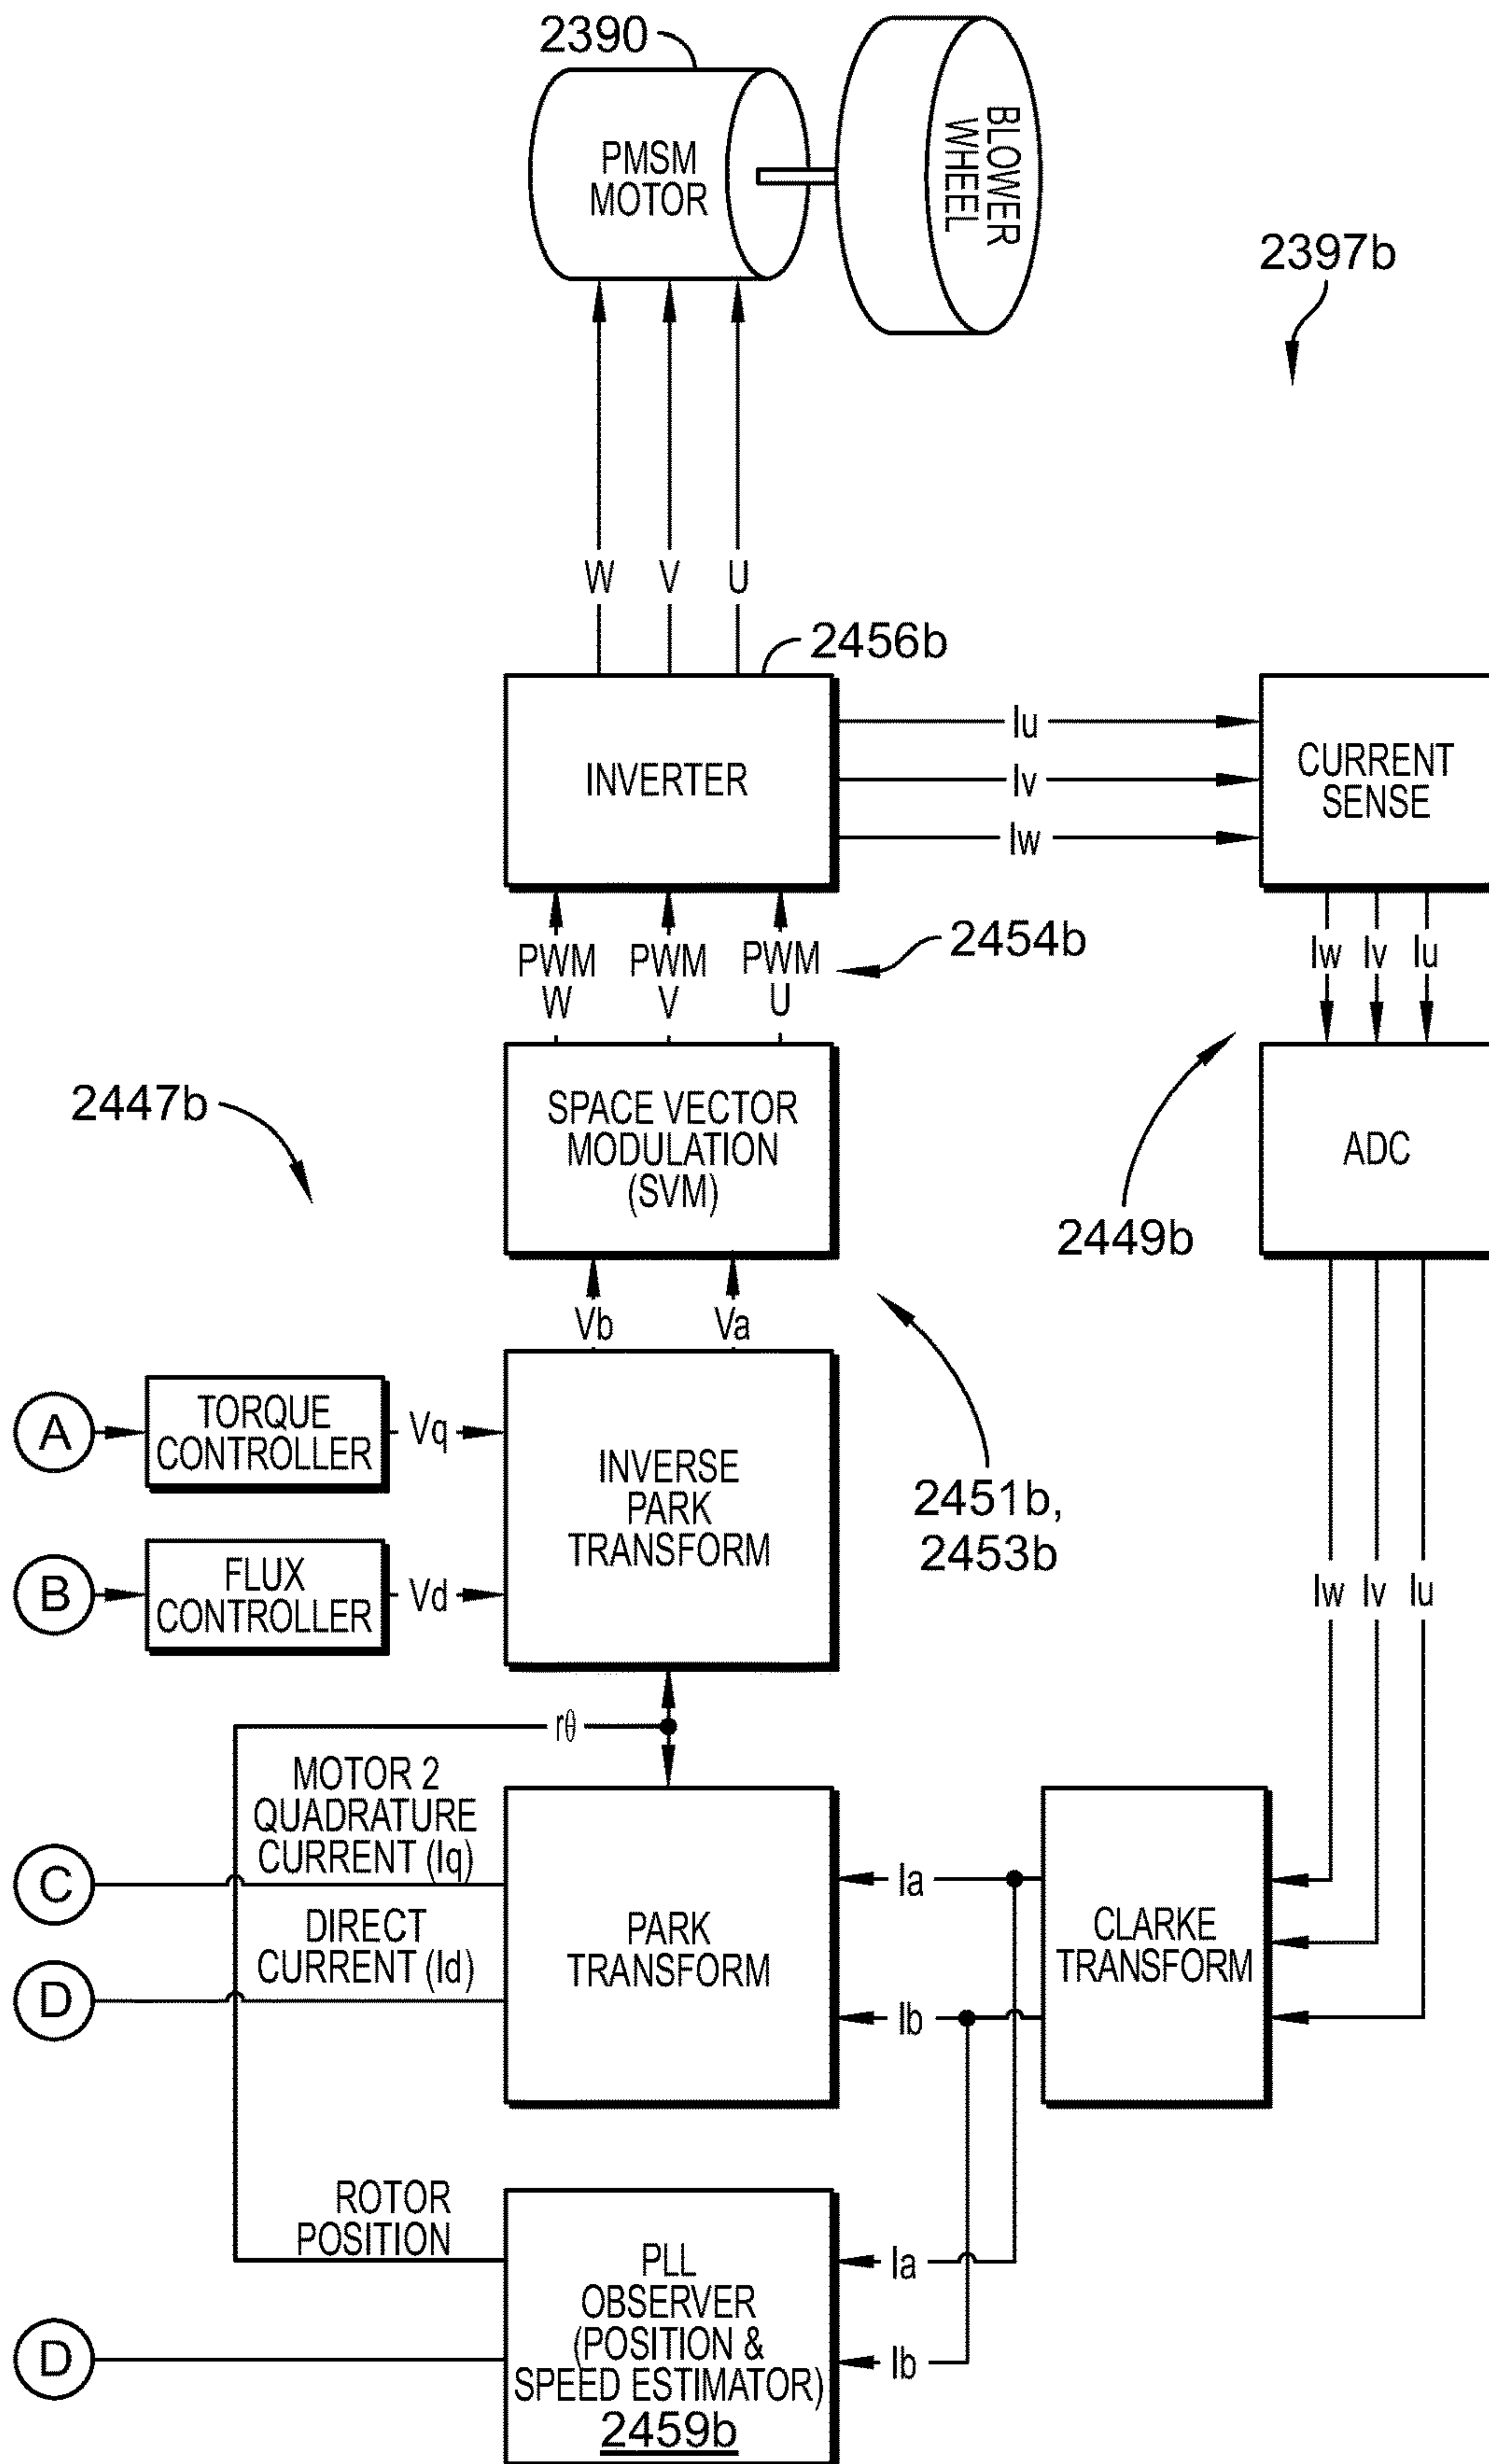 2390
PMSM
MOTOR
BLOWER
WHEEL
2397b
W
V
U
2456b
INVERTER
Iu
Iv
Iw
CURRENT
SENSE
PWM
W
PWM
V
PWM
U
2454b
Iw
Iv
Iu
2447b
SPACE VECTOR
MODULATION
(SVM)
2449b
ADC
Vb
Va
A
TORQUE
CONTROLLER
Vq
INVERSE
PARK
TRANSFORM
2451b,
2453b
B
FLUX
CONTROLLER
Vd
Iw
Iv
Iu
rθ
MOTOR 2
QUADRATURE
CURRENT (Iq)
C
DIRECT
CURRENT (Id)
D
PARK
TRANSFORM
Ia
Ib
CLARKE
TRANSFORM
ROTOR
POSITION
PLL
OBSERVER
(POSITION &
SPEED ESTIMATOR)
2459b
Ia
Ib
D